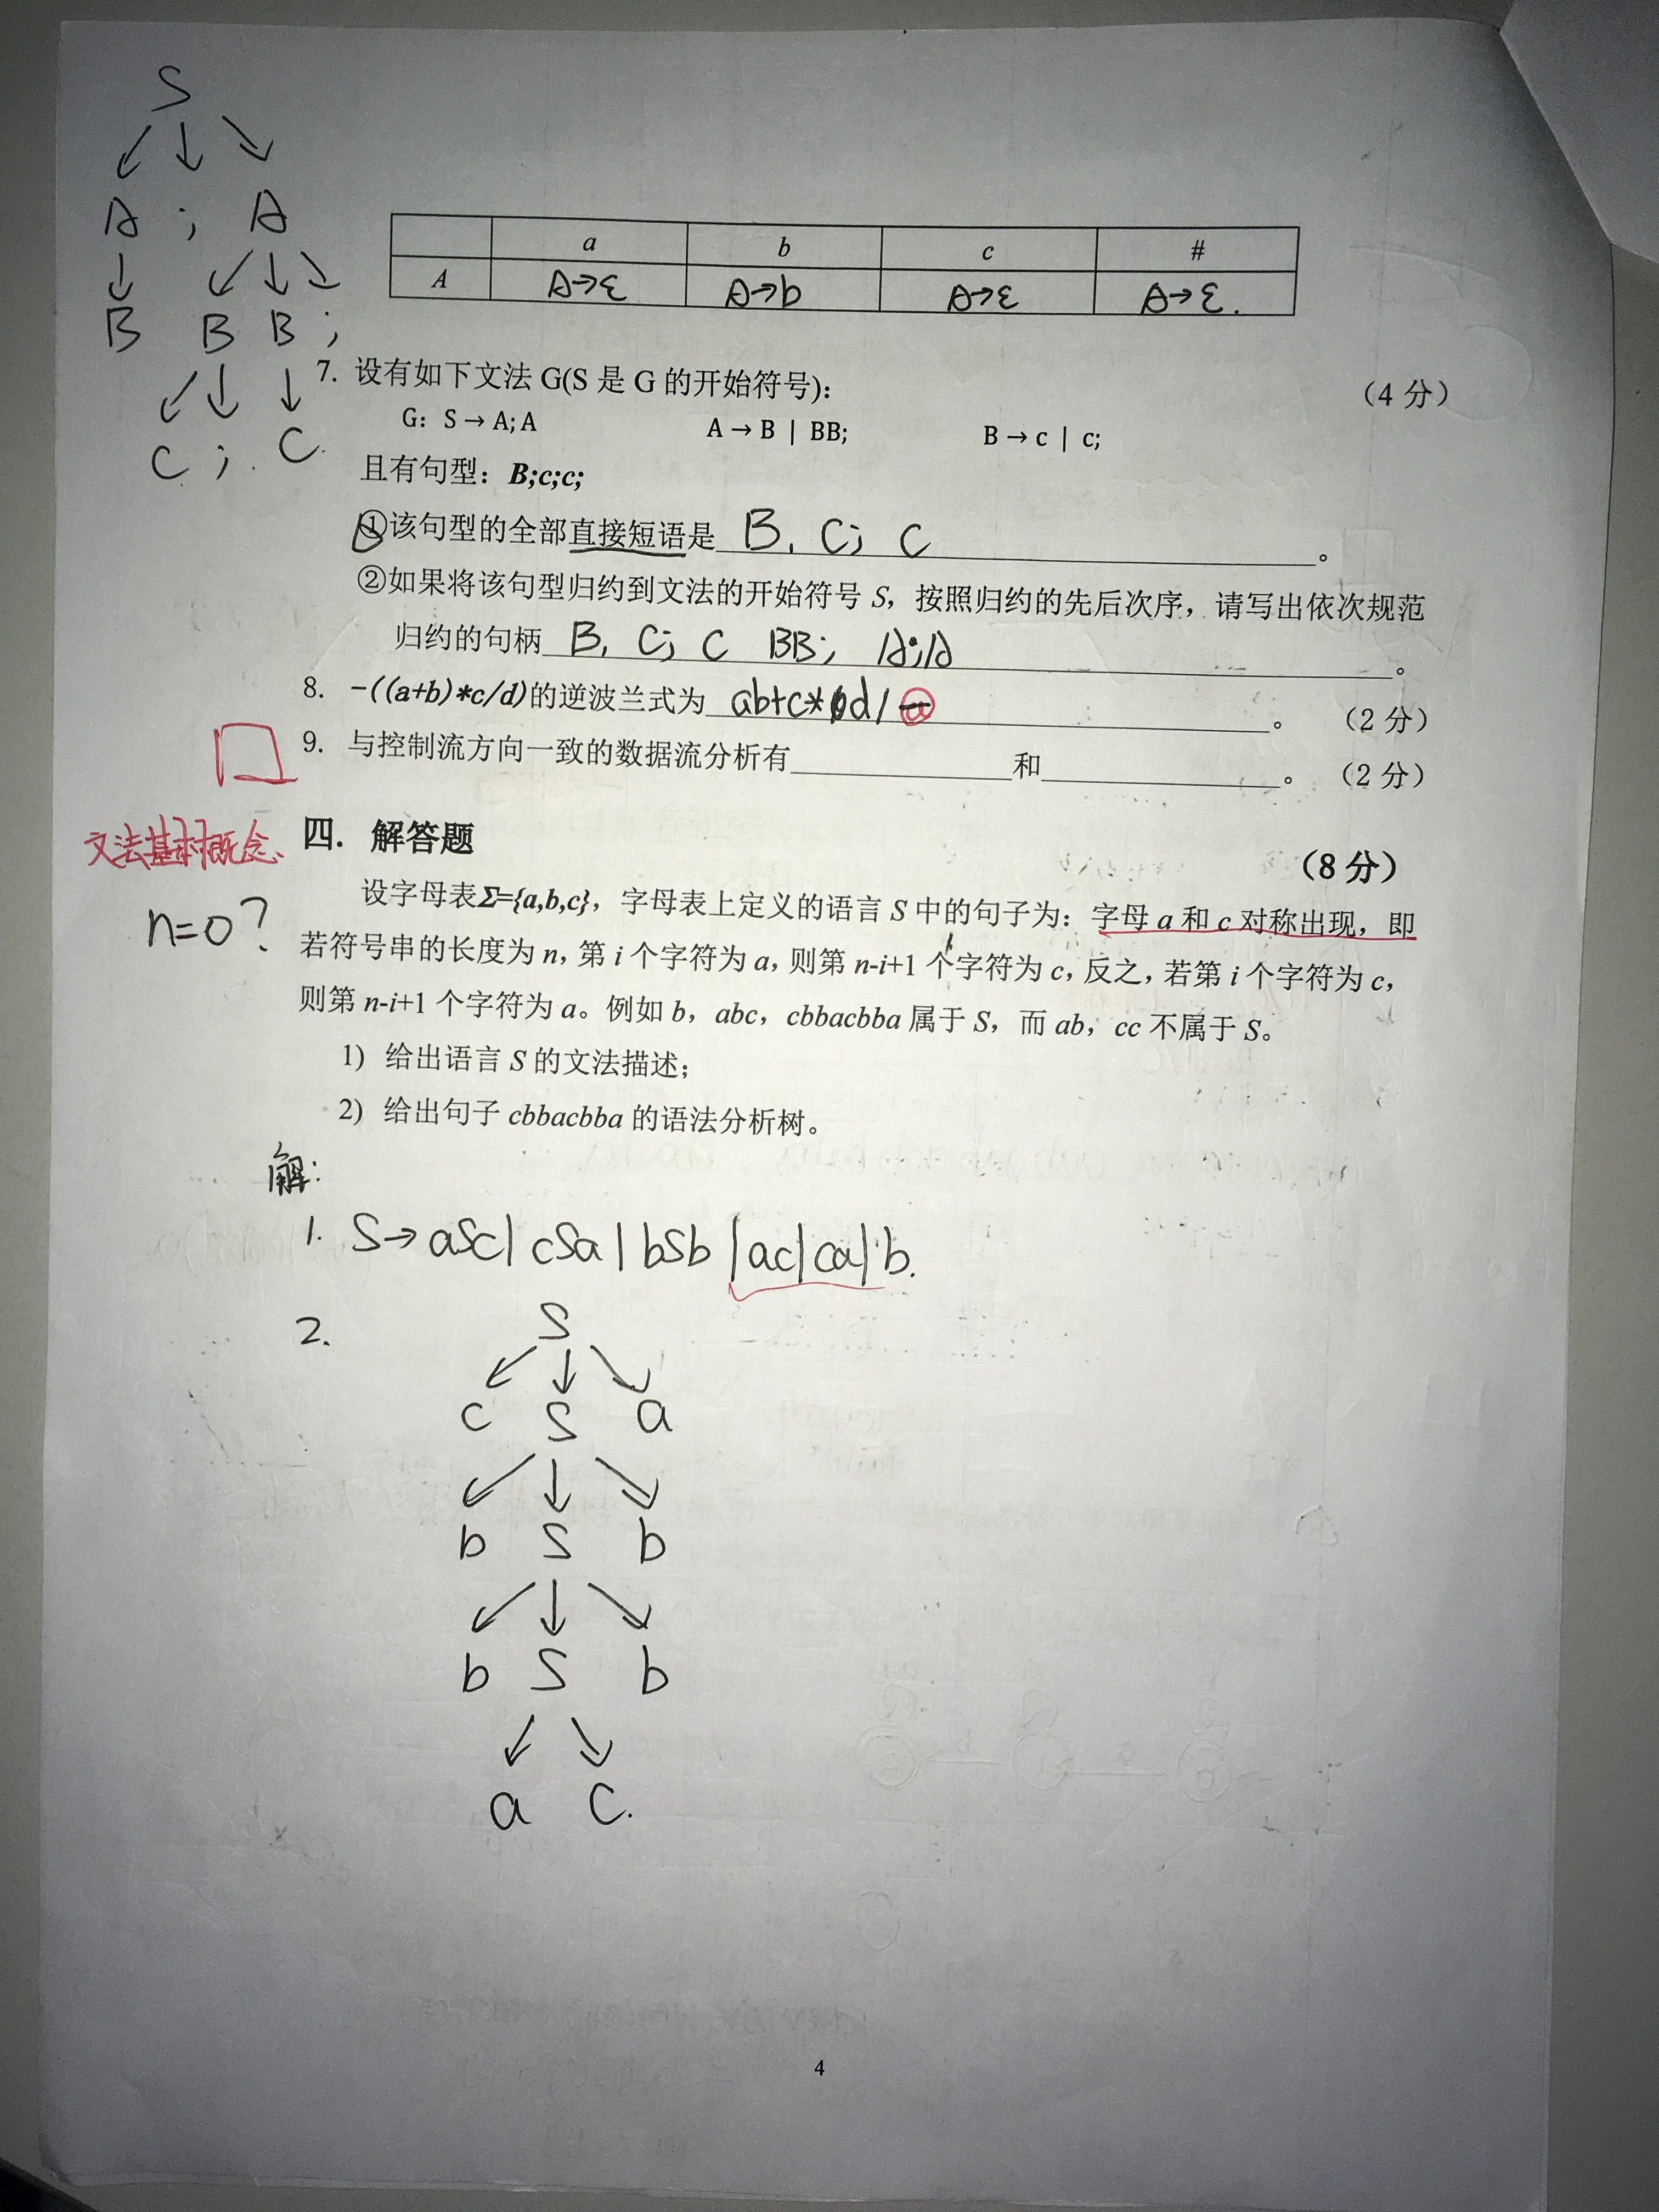 S
A ; A
B B B ;
C ; . C
a b c #
A A→ε A→b A→ε A→ε.
7. 设有如下文法 G(S 是 G 的开始符号): （4 分）
G: S → A; A A → B | BB; B → c | c;
且有句型: B;c;c;
①该句型的全部直接短语是 B, C; C 。
②如果将该句型归约到文法的开始符号 S，按照归约的先后次序，请写出依次规范
归约的句柄 B, C; C BB; A;A 。
8. -((a+b)*c/d)的逆波兰式为 ab+c*d/ @ 。 （2 分）
9. 与控制流方向一致的数据流分析有 和 。 （2 分）
文法基本概念、
四. 解答题 （8 分）
n=0?
设字母表Σ={a,b,c}，字母表上定义的语言 S 中的句子为：字母 a 和 c 对称出现，即
若符号串的长度为 n, 第 i 个字符为 a, 则第 n-i+1 个字符为 c, 反之, 若第 i 个字符为 c,
则第 n-i+1 个字符为 a。例如 b，abc，cbbacbba 属于 S，而 ab，cc 不属于 S。
1) 给出语言 S 的文法描述;
2) 给出句子 cbbacbba 的语法分析树。
解:
1. S→aSc | cSa | bSb | ac | ca | b.
2. S
c S a
b S b
b S b
a c.
4